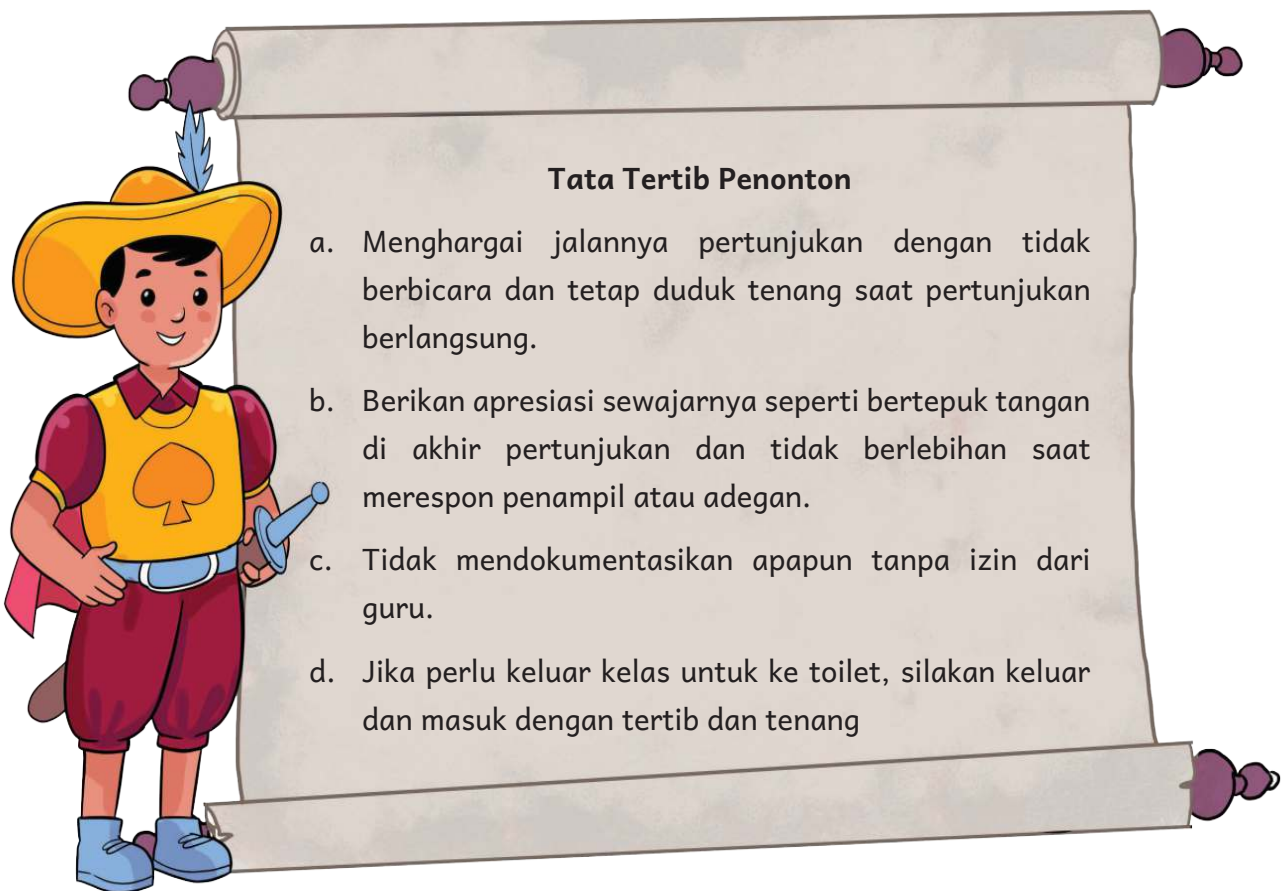 Tata Tertib Penonton
a. Menghargai jalannya pertunjukan dengan tidak
berbicara dan tetap duduk tenang saat pertunjukan
berlangsung.
b. Berikan apresiasi sewajarnya seperti bertepuk tangan
di akhir pertunjukan dan tidak berlebihan saat
merespon penampil atau adegan.
c. Tidak mendokumentasikan apapun tanpa izin dari
guru.
d. Jika perlu keluar kelas untuk ke toilet, silakan keluar
dan masuk dengan tertib dan tenang